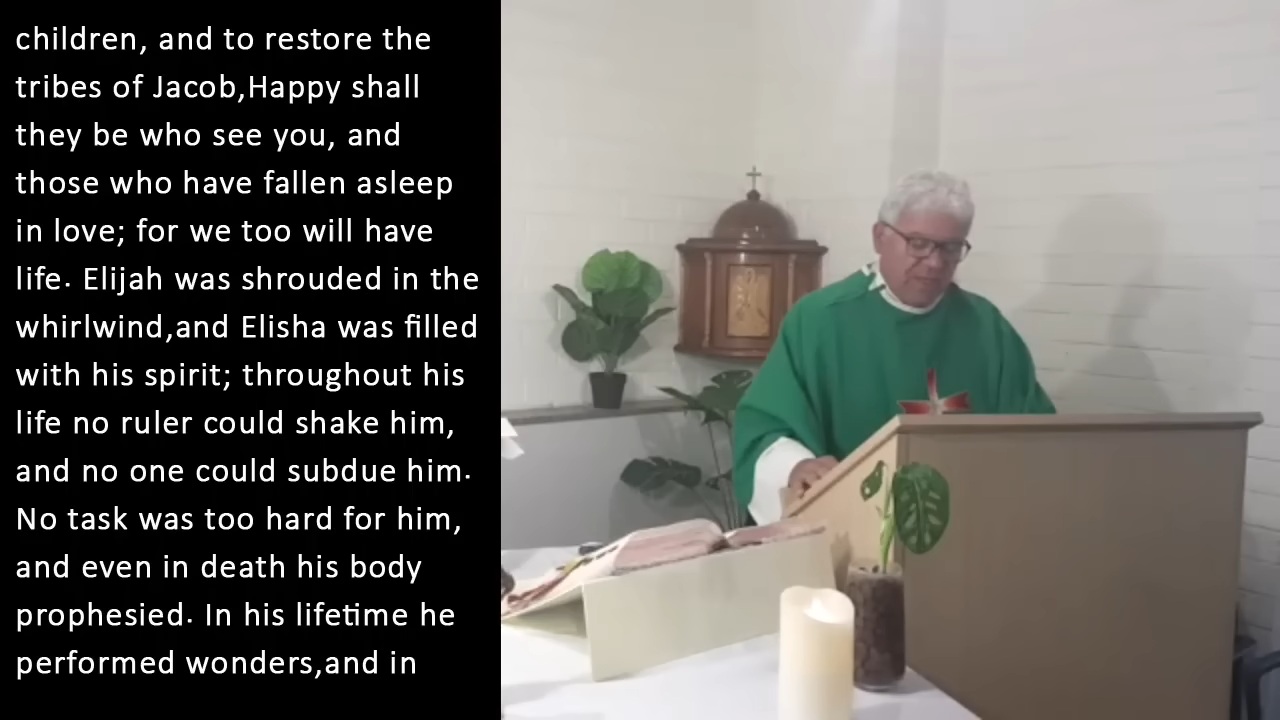 children, and to restore the
tribes of Jacob,Happy shall
they be who see you, and
those who have fallen asleep
in love; for we too will have
life. Elijah was shrouded in the
whirlwind,and Elisha was filled
with his spirit; throughout his
life no ruler could shake him,
and no one could subdue him.
No task was too hard for him,
and even in death his body
prophesied. In his lifetime he
performed wonders,and in